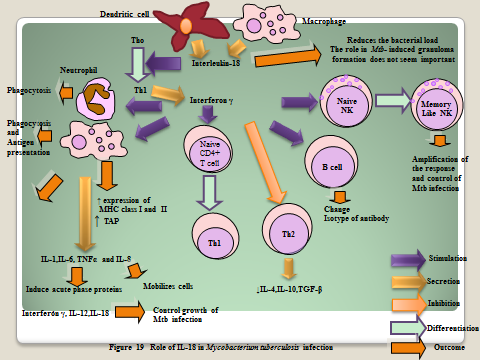 Dendritic cell
Macrophage
Tho
Reduces the bacterial load
The role in Mtb- induced granuloma
formation does not seem important
Interleukin-18
Neutrophil
Phagocytosis
Th1
Interferon γ
Naive
NK
Memory
Like NK
Phagocyosis
and
Antigen
presentation
Naive
CD4+
T cell
B cell
Amplification of
the response
and control of
Mtb infection
↑ expression of
MHC class I and II
↑ TAP
Change
Isotype of antibody
Th1
Th2
IL-1,IL-6, TNFα and IL-8
Stimulation
Induce acute phase proteins
Mobilizes cells
↓IL-4,IL-10,TGF-β
Secretion
Inhibition
Interferon γ, IL-12,IL-18
Control growth of
Mtb infection
Differentiation
Figure 19 Role of IL-18 in Mycobacterium tuberculosis infection
Outcome